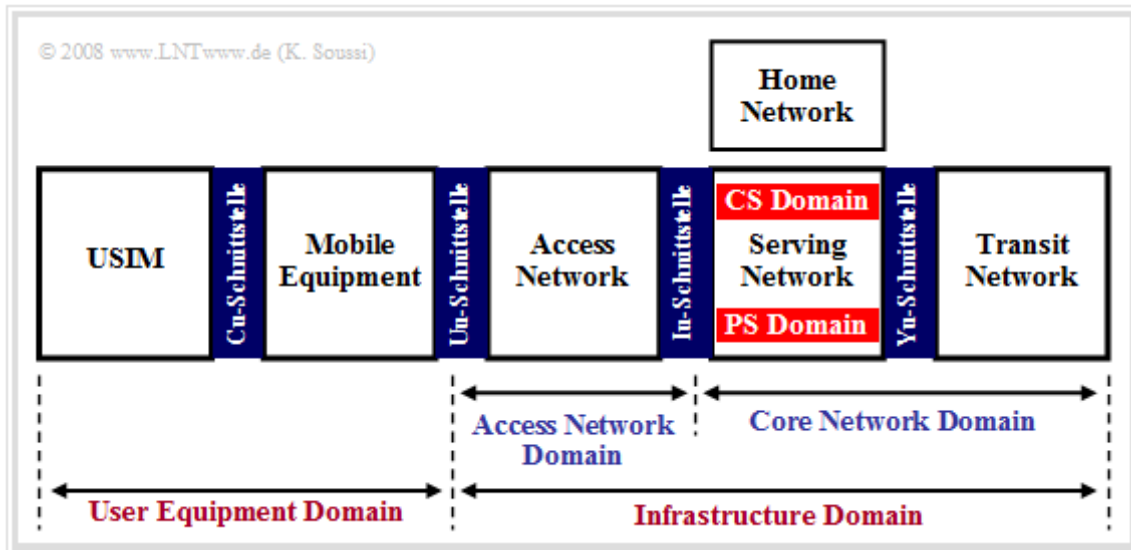 © 2008 www.LNTwww.de (K. Soussi)
Home
Network
USIM
Cu-Schnittstelle
Mobile
Equipment
Uu-Schnittstelle
Access
Network
Iu-Schnittstelle
CS Domain
Serving
Network
PS Domain
Yu-Schnittstelle
Transit
Network
Access Network
Domain
Core Network Domain
User Equipment Domain
Infrastructure Domain